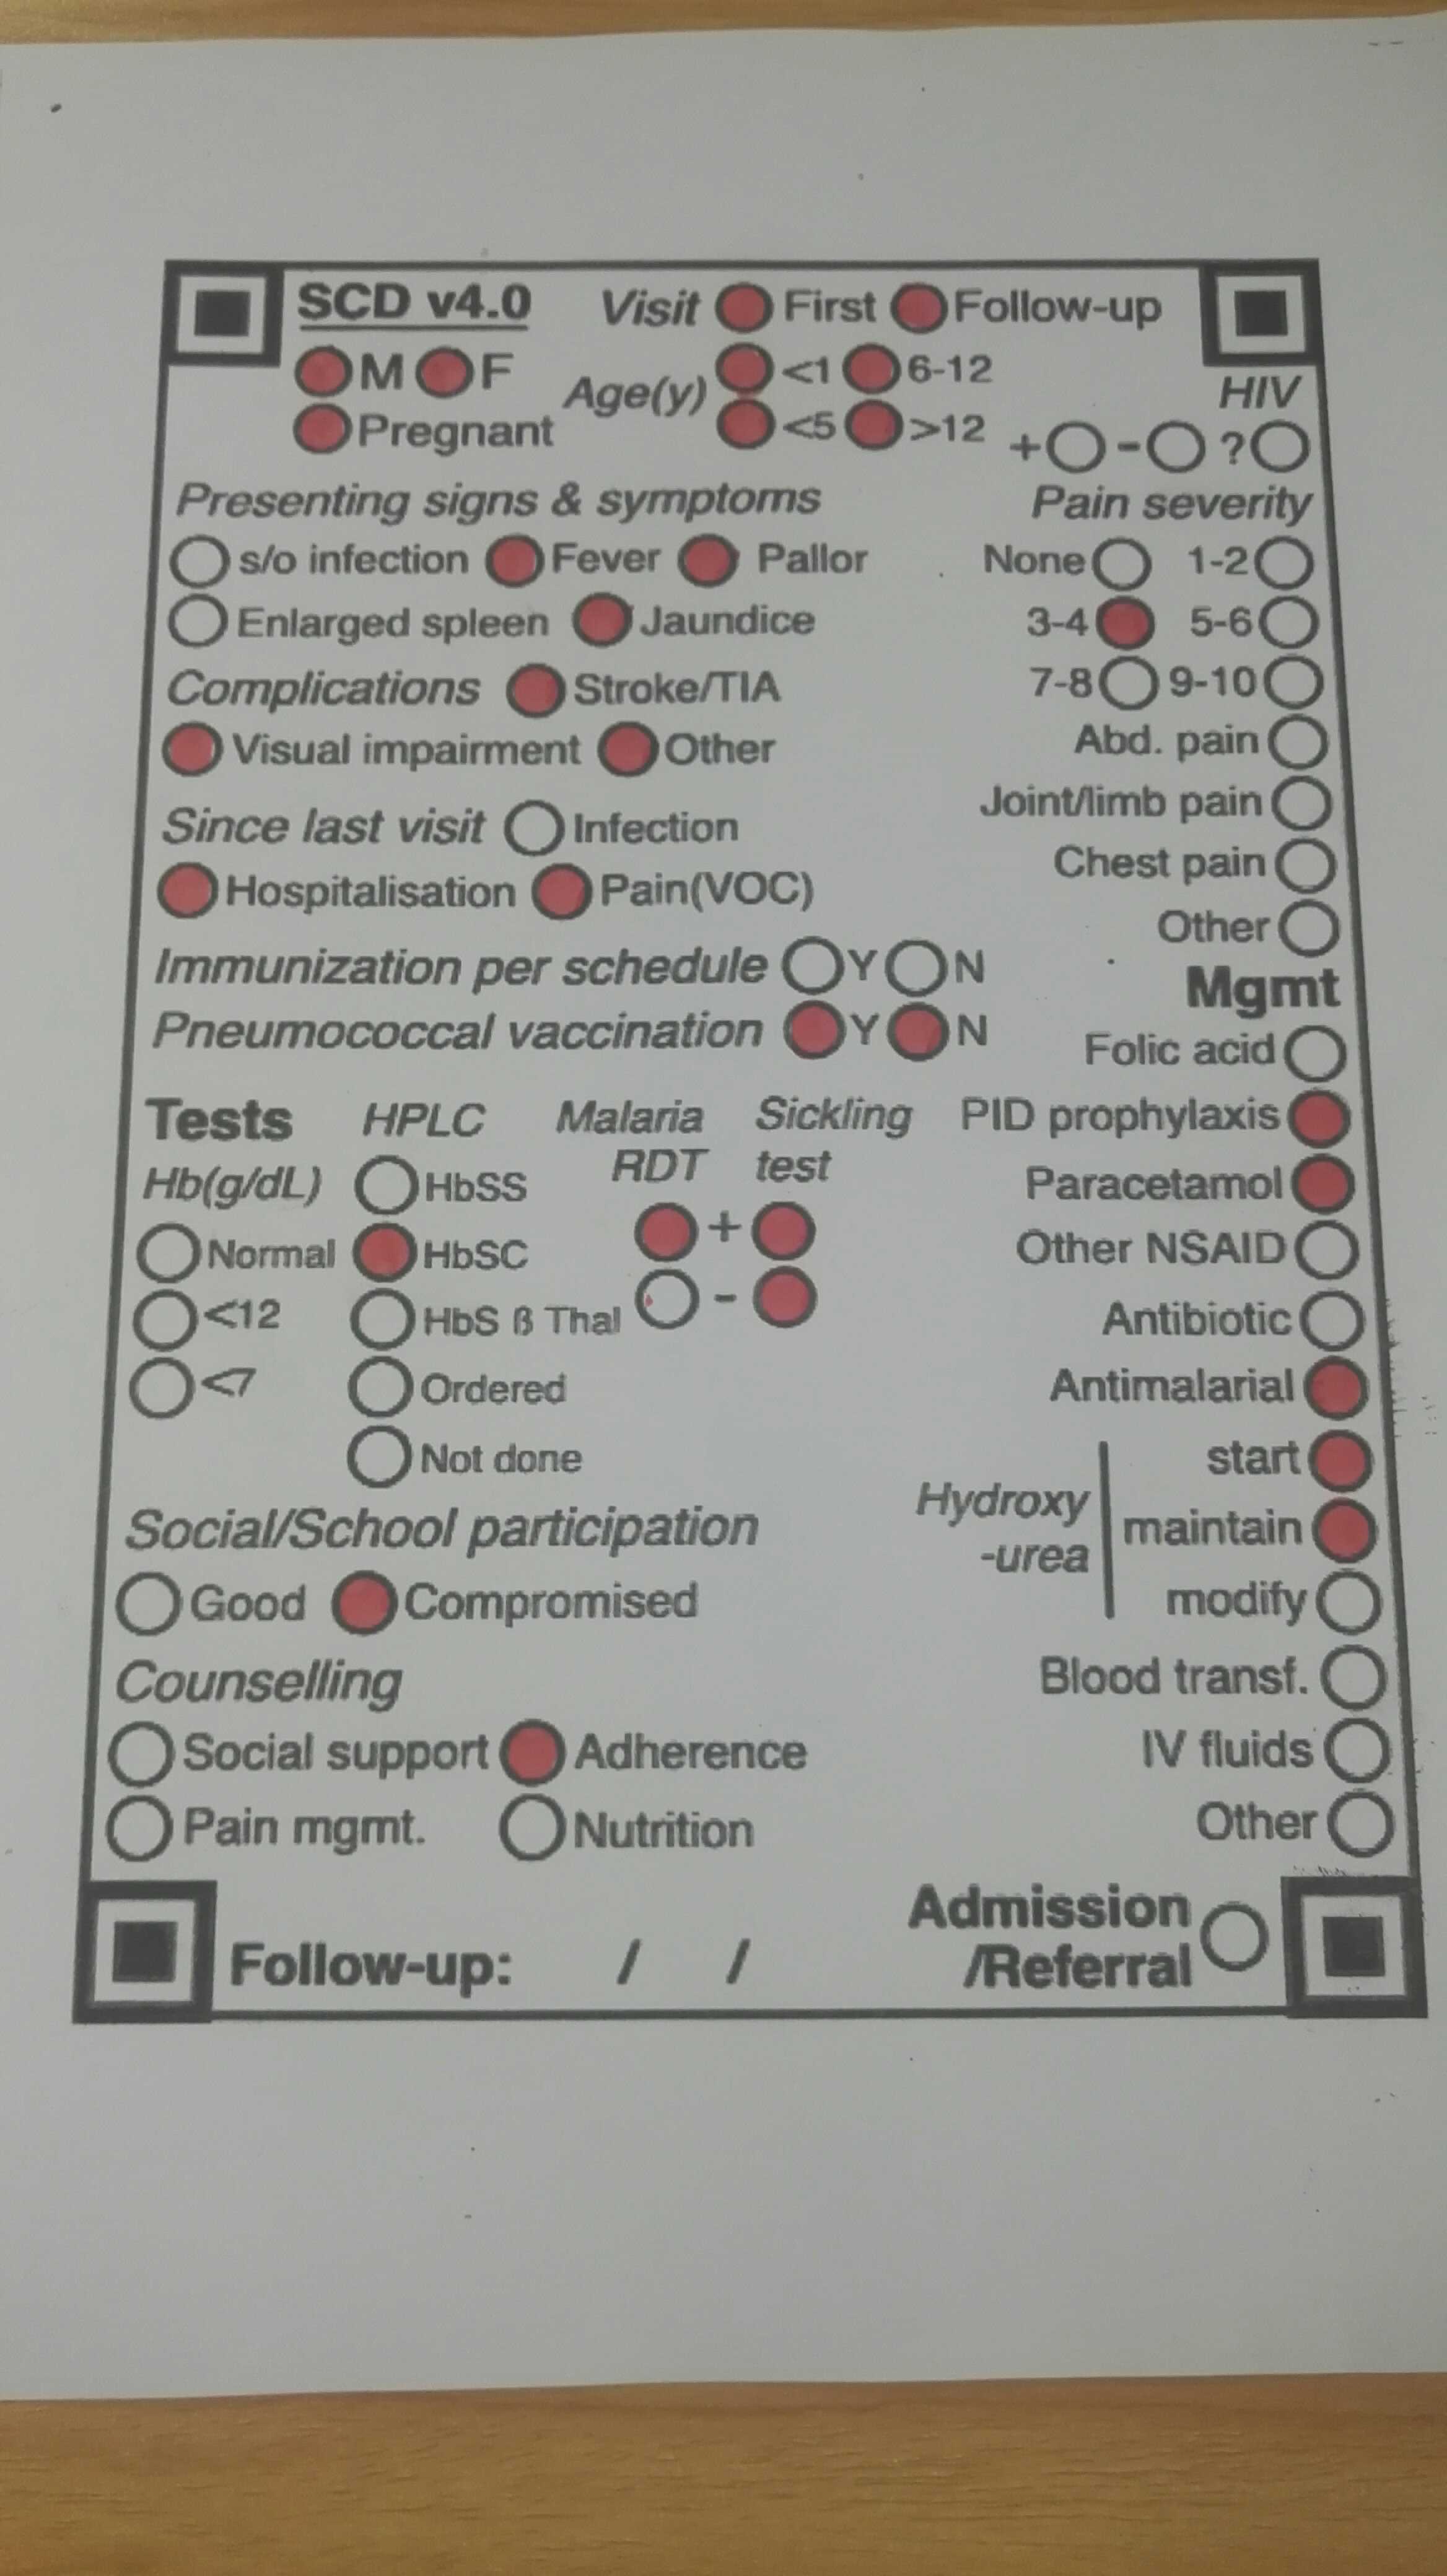 SCD v4.0 Visit First Follow-up
M F Age(y) <1 6-12 HIV
Pregnant <5 >12 + - ?
Presenting signs & symptoms Pain severity
s/o infection Fever Pallor None 1-2
Enlarged spleen Jaundice 3-4 5-6
Complications Stroke/TIA 7-8 9-10
Visual impairment Other Abd. pain
Since last visit Infection Joint/limb pain
Hospitalisation Pain(VOC) Chest pain
Other
Immunization per schedule Y N Mgmt
Pneumococcal vaccination Y N Folic acid
Tests HPLC Malaria Sickling PID prophylaxis
Hb(g/dL) HbSS RDT test Paracetamol
Normal HbSC + Other NSAID
<12 HbS ß Thal - Antibiotic
<7 Ordered Antimalarial
Not done start
Social/School participation Hydroxy maintain
-urea
Good Compromised modify
Counselling Blood transf.
Social support Adherence IV fluids
Pain mgmt. Nutrition Other
Follow-up: / / Admission
/Referral